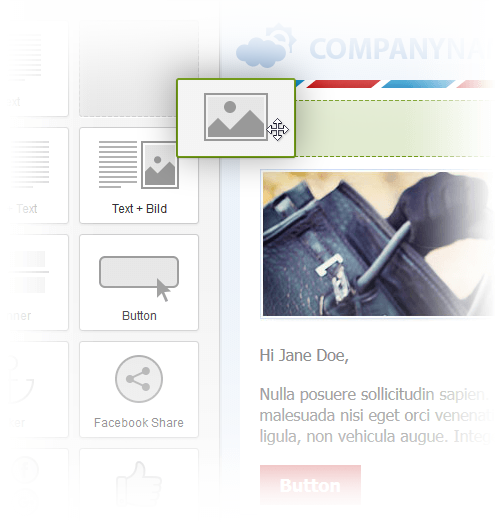 COMPANYNA
Text
Text + Bild
Button
Facebook Share
Hi Jane Doe,
Nulla posuere sollicitudin sapien
malesuada nisi eget orci venena
ligula, non vehicula augue. Inte
Button